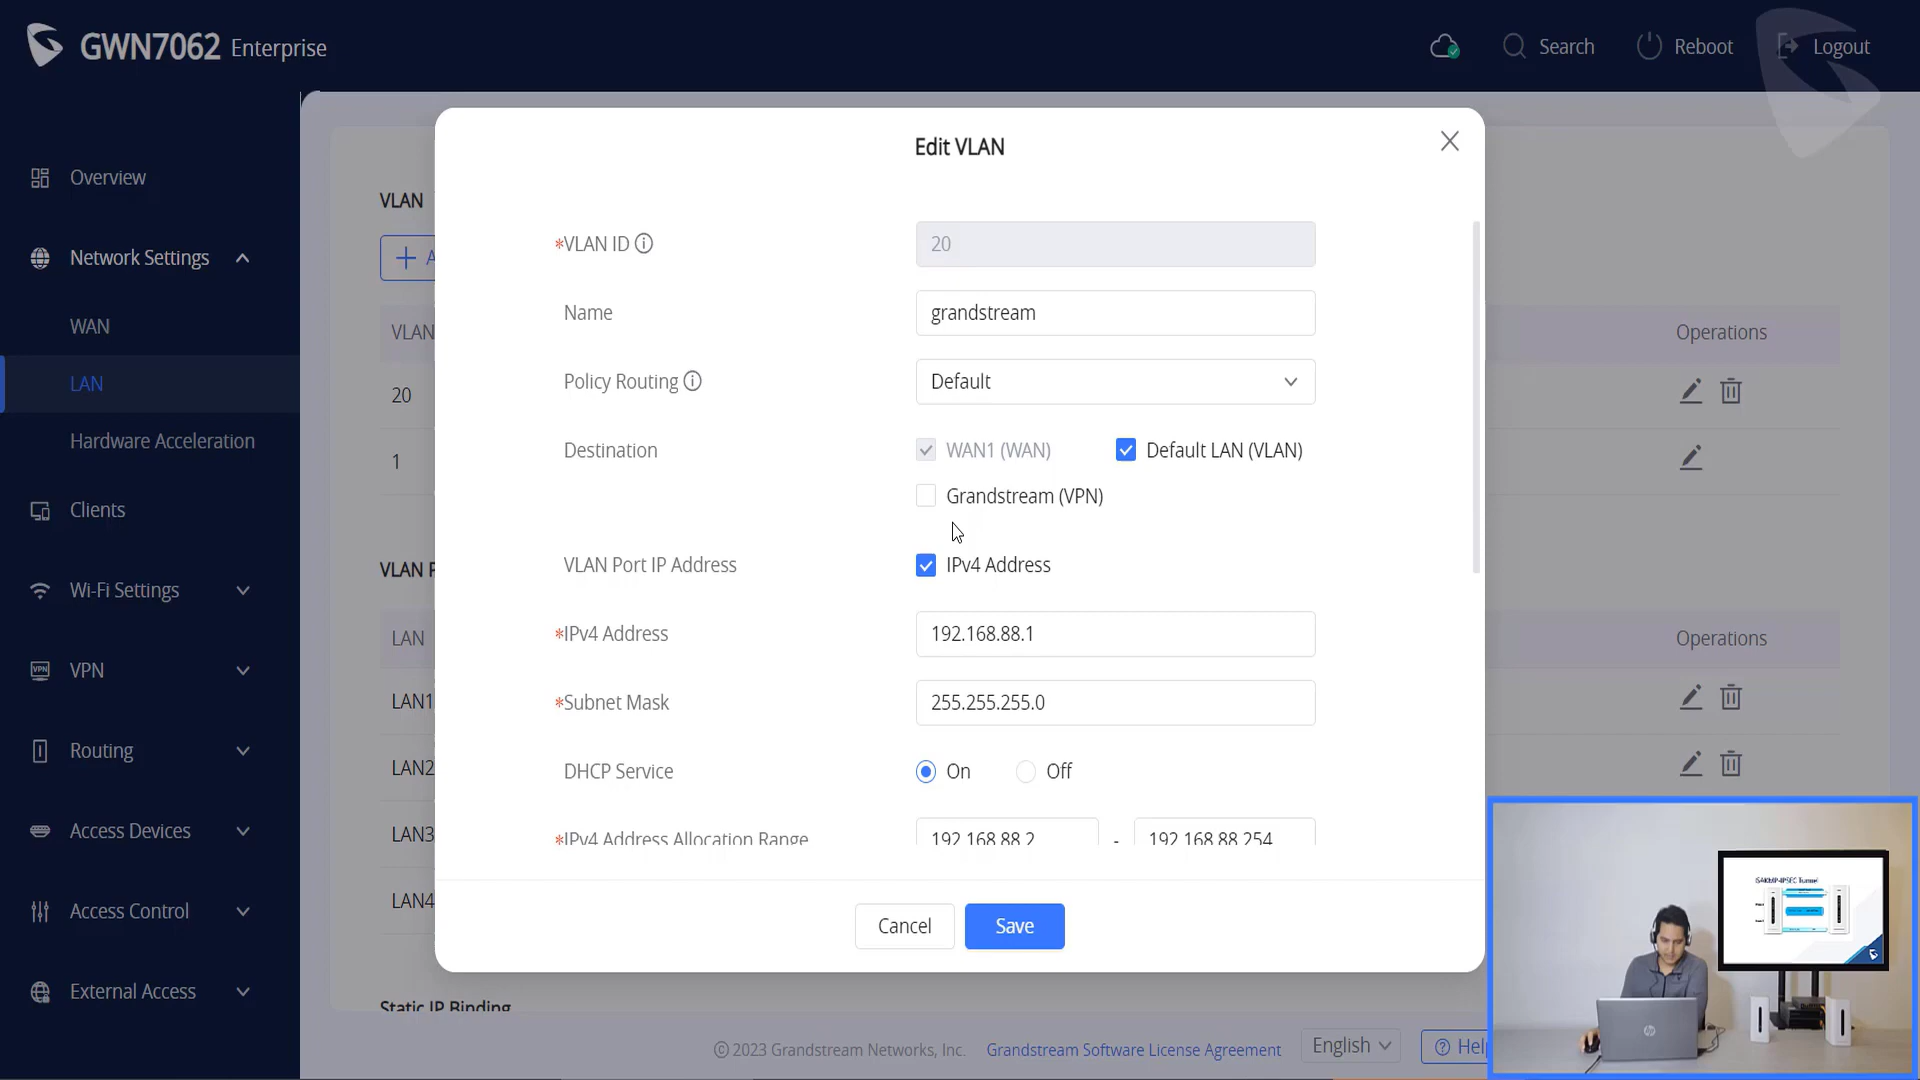 GWN7062 Enterprise
Search
Reboot
Logout
Overview
Network Settings
WAN
LAN
Hardware Acceleration
Clients
Wi-Fi Settings
VPN
Routing
Access Devices
Access Control
External Access
VLAN
VLAN
Operations
20
1
LAN
Operations
LAN1
LAN2
LAN3
LAN4
Static IP Binding
Edit VLAN
*VLAN ID 20
Name grandstream
Policy Routing Default
Destination WAN1 (WAN) Default LAN (VLAN)
Grandstream (VPN)
VLAN Port IP Address IPv4 Address
*IPv4 Address 192.168.88.1
*Subnet Mask 255.255.255.0
DHCP Service On Off
*IPv4 Address Allocation Range 192.168.88.2 - 192.168.88.254
Cancel Save
© 2023 Grandstream Networks, Inc. Grandstream Software License Agreement English
ISAKMP-IPSEC Tunnel